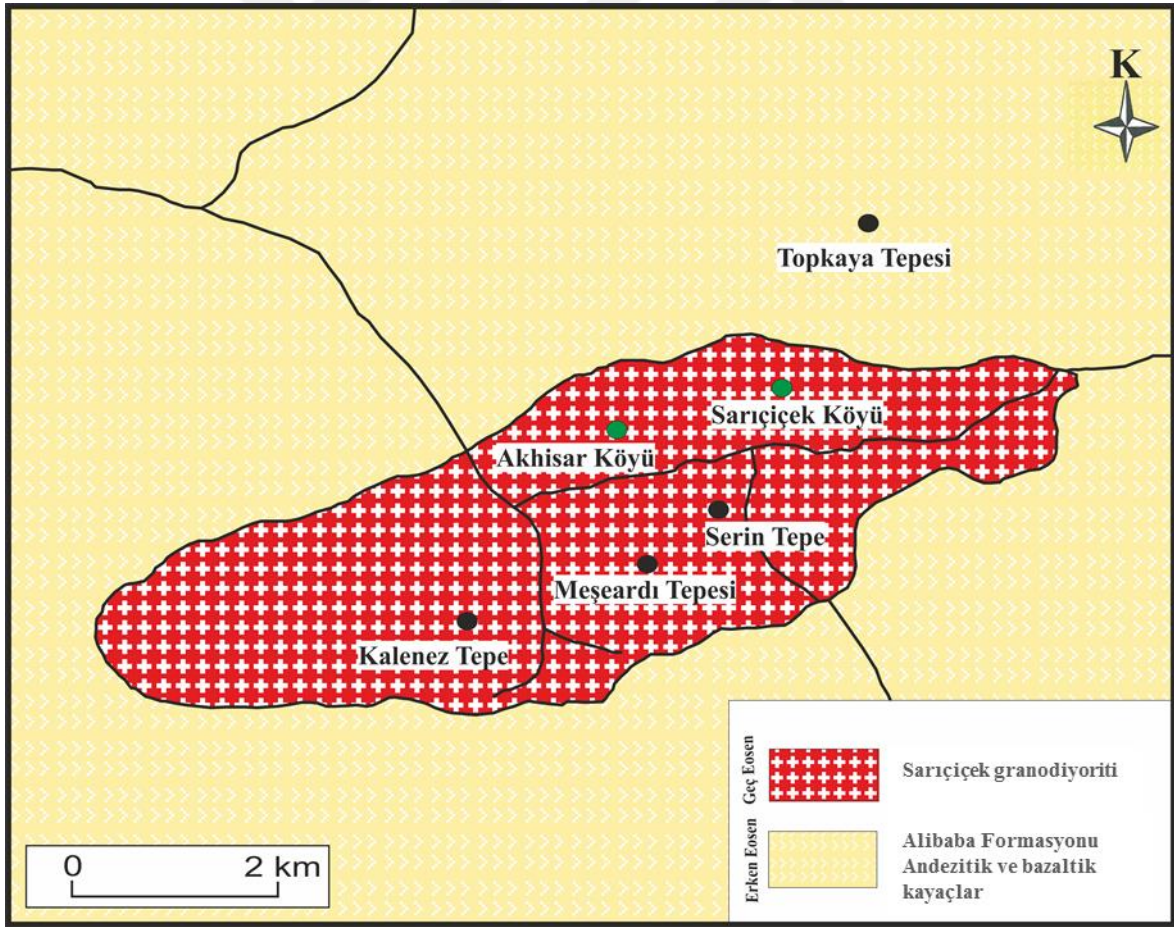 K
Topkaya Tepesi
Sarıçiçek Köyü
Akhisar Köyü
Serin Tepe
Meşeardı Tepesi
Kalenez Tepe
Geç Eosen
Sarıçiçek granodiyoriti
Erken Eosen
Alibaba Formasyonu
Andezitik ve bazaltik
kayaçlar
0 2 km